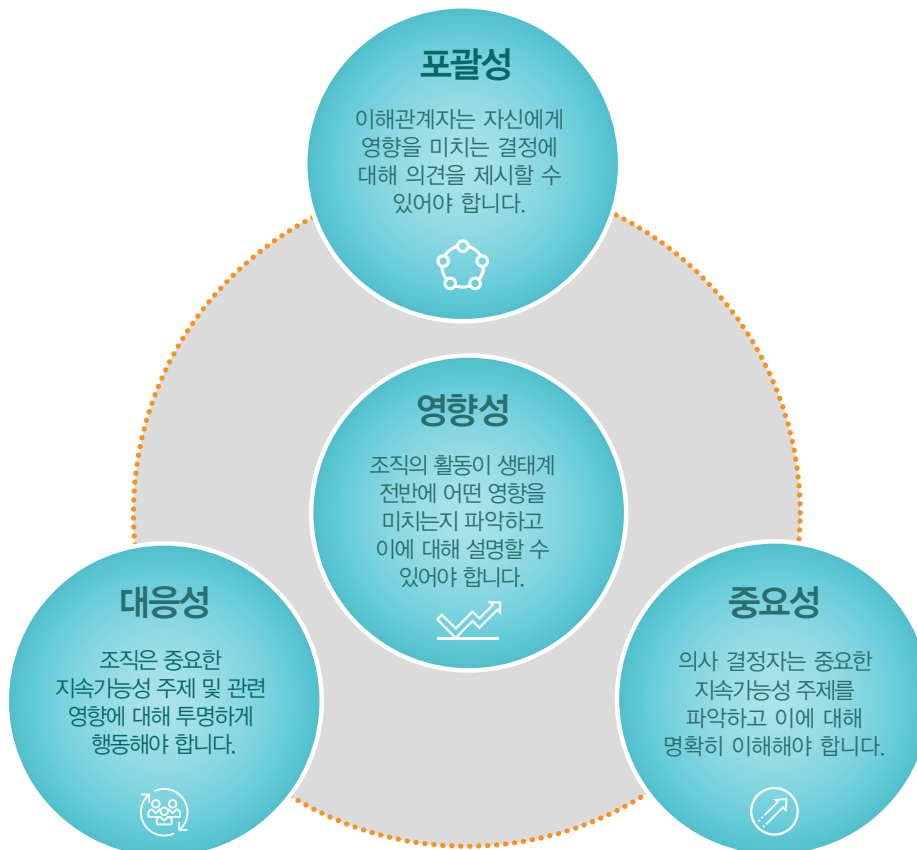 포괄성
이해관계자는 자신에게
영향을 미치는 결정에
대해 의견을 제시할 수
있어야 합니다.
영향성
조직의 활동이 생태계
전반에 어떤 영향을
미치는지 파악하고
이에 대해 설명할 수
있어야 합니다.
대응성
조직은 중요한
지속가능성 주제 및 관련
영향에 대해 투명하게
행동해야 합니다.
중요성
의사 결정자는 중요한
지속가능성 주제를
파악하고 이에 대해
명확히 이해해야 합니다.